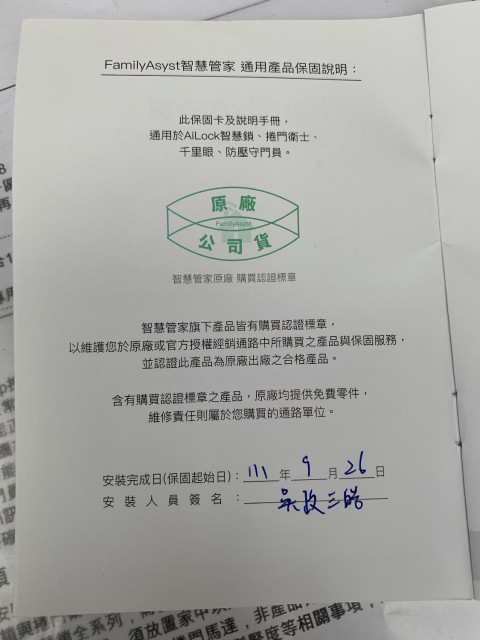 FamilyAsyst智慧管家 通用產品保固說明：
此保固卡及說明手冊，
通用於AiLock智慧鎖、捲門衛士、
千里眼、防壓守門員。
原廠
FamilyAsyst
公司貨
智慧管家原廠 購買認證標章
智慧管家旗下產品皆有購買認證標章，
以維護您於原廠或官方授權經銷通路中所購買之產品與保固服務，
並認證此產品為原廠出廠之合格產品。
含有購買認證標章之產品，原廠均提供免費零件，
維修責任則屬於您購買的通路單位。
安裝完成日(保固起始日)：111年9月26日
安裝人員簽名：吳